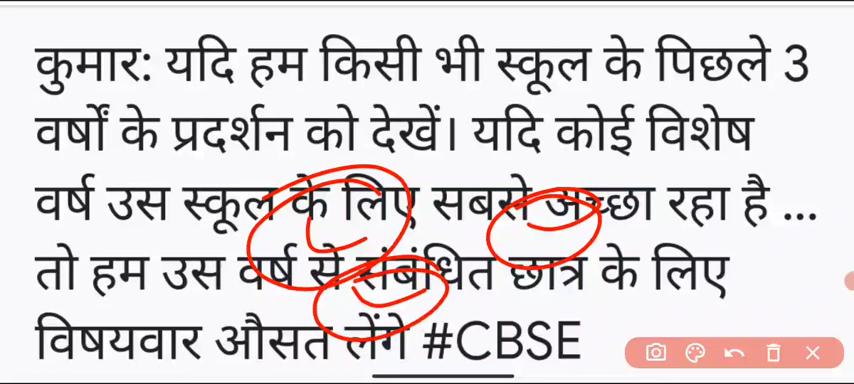 कुमार: यदि हम किसी भी स्कूल के पिछले 3
वर्षों के प्रदर्शन को देखें। यदि कोई विशेष
वर्ष उस स्कूल के लिए सबसे अच्छा रहा है ...
तो हम उस वर्ष से संबंधित छात्र के लिए
विषयवार औसत लेंगे #CBSE